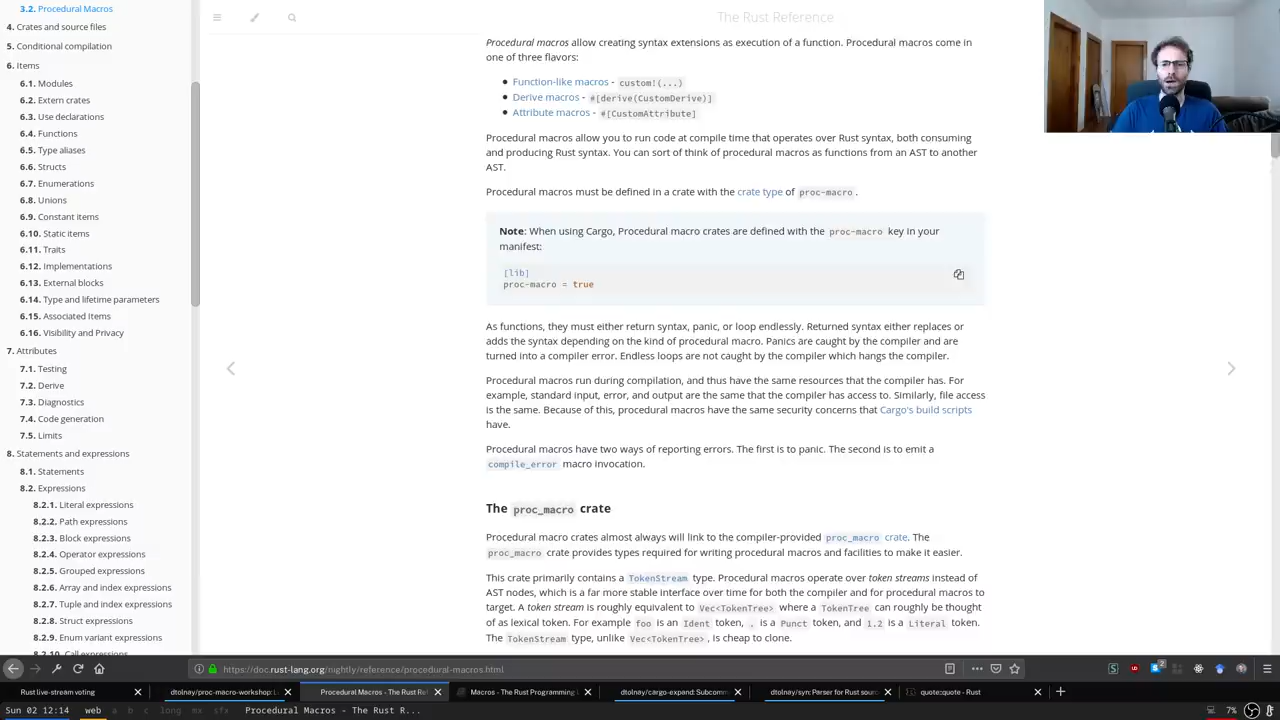 3.2. Procedural Macros
4. Crates and source files
5. Conditional compilation
6. Items
6.1. Modules
6.2. Extern crates
6.3. Use declarations
6.4. Functions
6.5. Type aliases
6.6. Structs
6.7. Enumerations
6.8. Unions
6.9. Constant items
6.10. Static items
6.11. Traits
6.12. Implementations
6.13. External blocks
6.14. Type and lifetime parameters
6.15. Associated Items
6.16. Visibility and Privacy
7. Attributes
7.1. Testing
7.2. Derive
7.3. Diagnostics
7.4. Code generation
7.5. Limits
8. Statements and expressions
8.1. Statements
8.2. Expressions
8.2.1. Literal expressions
8.2.2. Path expressions
8.2.3. Block expressions
8.2.4. Operator expressions
8.2.5. Grouped expressions
8.2.6. Array and index expressions
8.2.7. Tuple and index expressions
8.2.8. Struct expressions
8.2.9. Enum variant expressions
8.2.10. Call expressions
The Rust Reference
Procedural macros allow creating syntax extensions as execution of a function. Procedural macros come in
one of three flavors:
• Function-like macros - custom!(...)
• Derive macros - #[derive(CustomDerive)]
• Attribute macros - #[CustomAttribute]
Procedural macros allow you to run code at compile time that operates over Rust syntax, both consuming
and producing Rust syntax. You can sort of think of procedural macros as functions from an AST to another
AST.
Procedural macros must be defined in a crate with the crate type of proc-macro.
Note: When using Cargo, Procedural macro crates are defined with the proc-macro key in your
manifest:
[lib]
proc-macro = true
As functions, they must either return syntax, panic, or loop endlessly. Returned syntax either replaces or
adds the syntax depending on the kind of procedural macro. Panics are caught by the compiler and are
turned into a compiler error. Endless loops are not caught by the compiler which hangs the compiler.
Procedural macros run during compilation, and thus have the same resources that the compiler has. For
example, standard input, error, and output are the same that the compiler has access to. Similarly, file access
is the same. Because of this, procedural macros have the same security concerns that Cargo's build scripts
have.
Procedural macros have two ways of reporting errors. The first is to panic. The second is to emit a
compile_error macro invocation.
The proc_macro crate
Procedural macro crates almost always will link to the compiler-provided proc_macro crate. The
proc_macro crate provides types required for writing procedural macros and facilities to make it easier.
This crate primarily contains a TokenStream type. Procedural macros operate over token streams instead of
AST nodes, which is a far more stable interface over time for both the compiler and for procedural macros to
target. A token stream is roughly equivalent to Vec<TokenTree> where a TokenTree can roughly be thought
of as lexical token. For example foo is an Ident token, . is a Punct token, and 1.2 is a Literal token.
The TokenStream type, unlike Vec<TokenTree>, is cheap to clone.
https://doc.rust-lang.org/nightly/reference/procedural-macros.html
Rust live-stream voting
dtolnay/proc-macro-workshop: L
Procedural Macros - The Rust Re
Macros - The Rust Programming L
dtolnay/cargo-expand: Subcomm
dtolnay/syn: Parser for Rust sour
quote::quote - Rust
Sun 02 12:14 web a b c long mx sfx Procedural Macros - The Rust R... 7%